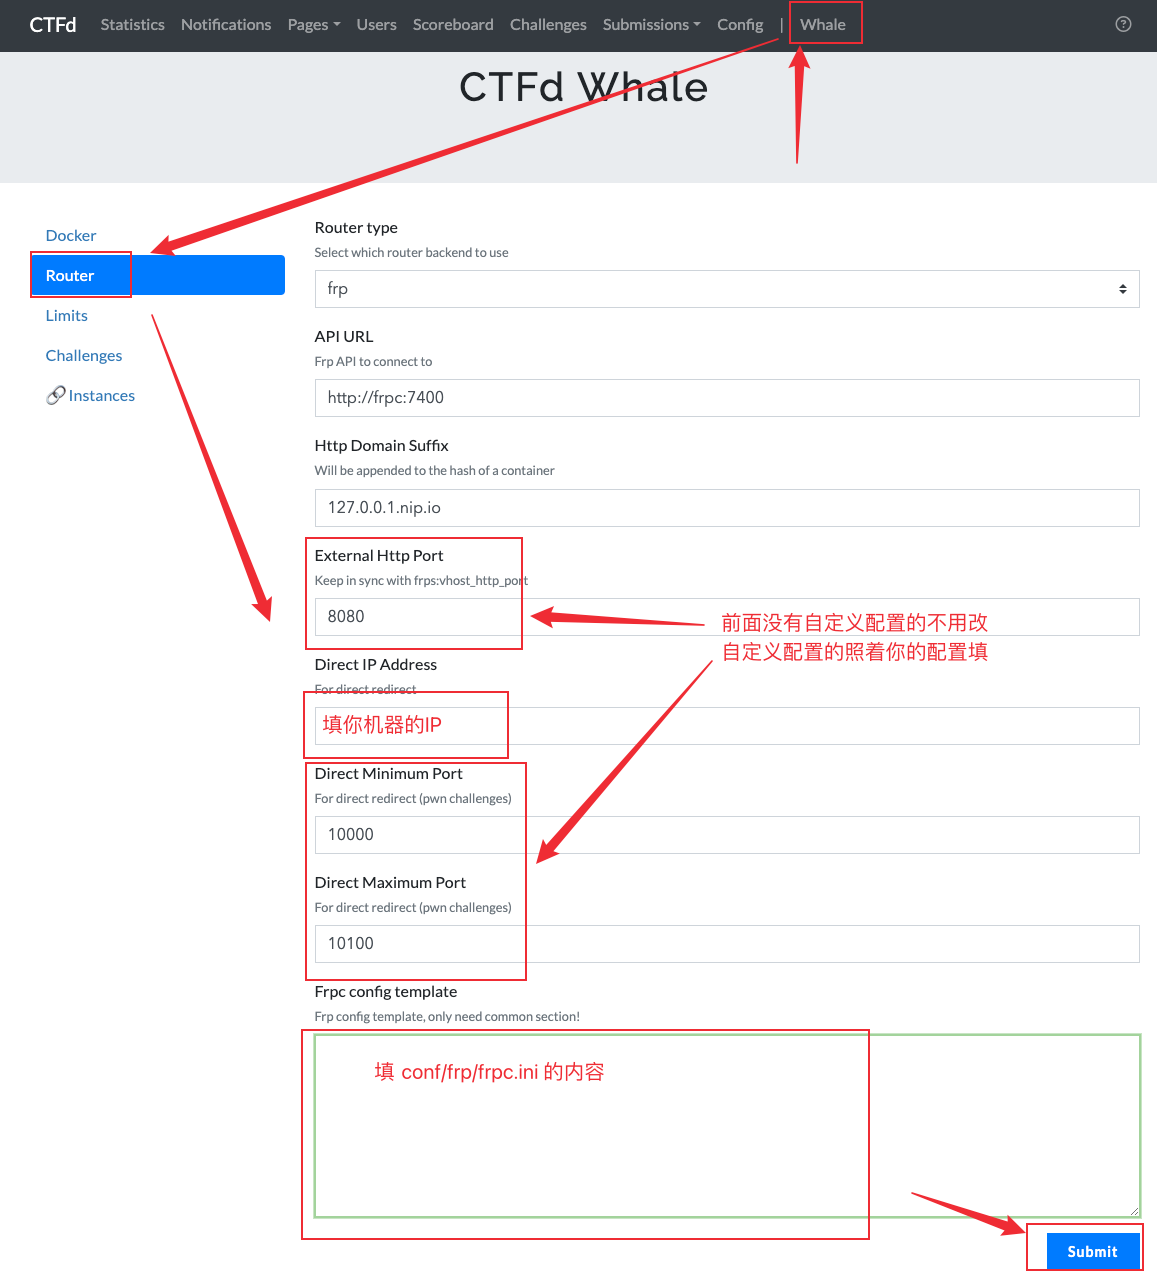 CTFd Statistics Notifications Pages Users Scoreboard Challenges Submissions Config | Whale
CTFd Whale
Docker
Router
Limits
Challenges
Instances
Router type
Select which router backend to use
frp
API URL
Frp API to connect to
http://frpc:7400
Http Domain Suffix
Will be appended to the hash of a container
127.0.0.1.nip.io
External Http Port
Keep in sync with frps:vhost_http_port
8080
前面没有自定义配置的不用改
自定义配置的照着你的配置填
Direct IP Address
For direct redirect
填你机器的IP
Direct Minimum Port
For direct redirect (pwn challenges)
10000
Direct Maximum Port
For direct redirect (pwn challenges)
10100
Frpc config template
Frp config template, only need common section!
填 conf/frp/frpc.ini 的内容
Submit